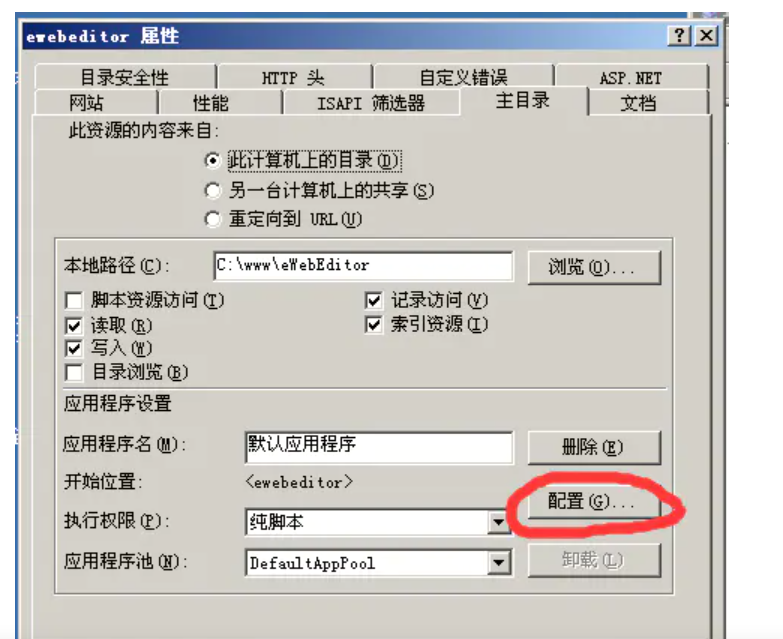 ewebeditor 属性
目录安全性 HTTP 头 自定义错误 ASP.NET
网站 性能 ISAPI 筛选器 主目录 文档
此资源的内容来自:
此计算机上的目录(D)
另一台计算机上的共享(S)
重定向到 URL(U)
本地路径(C): C:\www\eWebEditor 浏览(O)...
脚本资源访问(T) 记录访问(V)
读取(R) 索引资源(I)
写入(W)
目录浏览(B)
应用程序设置
应用程序名(M): 默认应用程序 删除(E)
开始位置: <ewebeditor>
配置(G)...
执行权限(P): 纯脚本
应用程序池(N): DefaultAppPool 卸载(L)